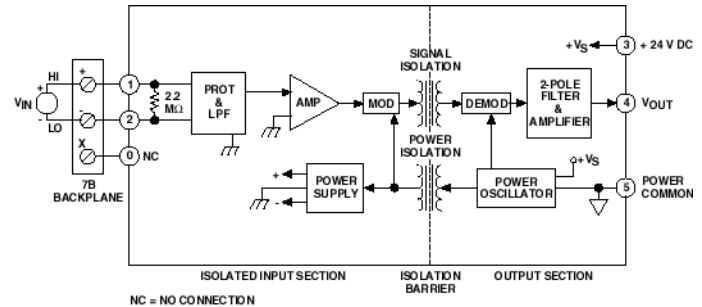 HI
+
+
VIN
-
LO
-
X
7B
BACKPLANE
1
2
0
NC
2.2
MΩ
PROT
&
LPF
AMP
MOD
SIGNAL
ISOLATION
DEMOD
2-POLE
FILTER
&
AMPLIFIER
+VS
3
+ 24 V DC
4
VOUT
POWER
ISOLATION
+
-
POWER
SUPPLY
POWER
OSCILLATOR
+VS
5
POWER
COMMON
ISOLATED INPUT SECTION
ISOLATION
BARRIER
OUTPUT SECTION
NC = NO CONNECTION